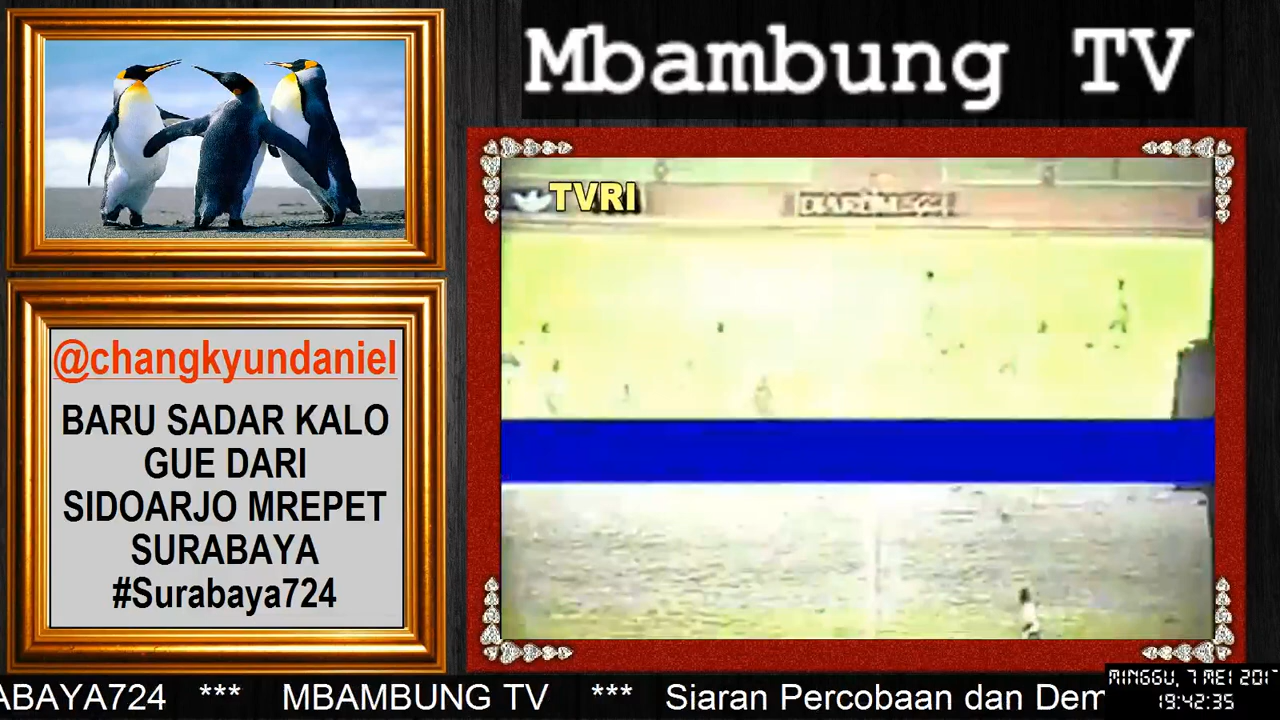 Mbambung TV
TVRI
@changkyundaniel
BARU SADAR KALO
GUE DARI
SIDOARJO MREPET
SURABAYA
#Surabaya724
ABAYA724 *** MBAMBUNG TV *** Siaran Percobaan dan Dem
MINGGU, 7 MEI 2017
19:42:35